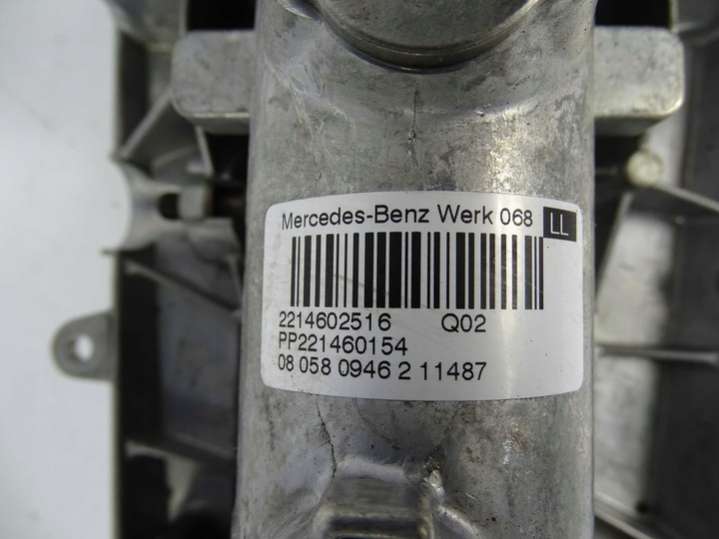 Mercedes-Benz Werk 068 LL
2214602516 Q02
PP221460154
08 058 0946 2 11487